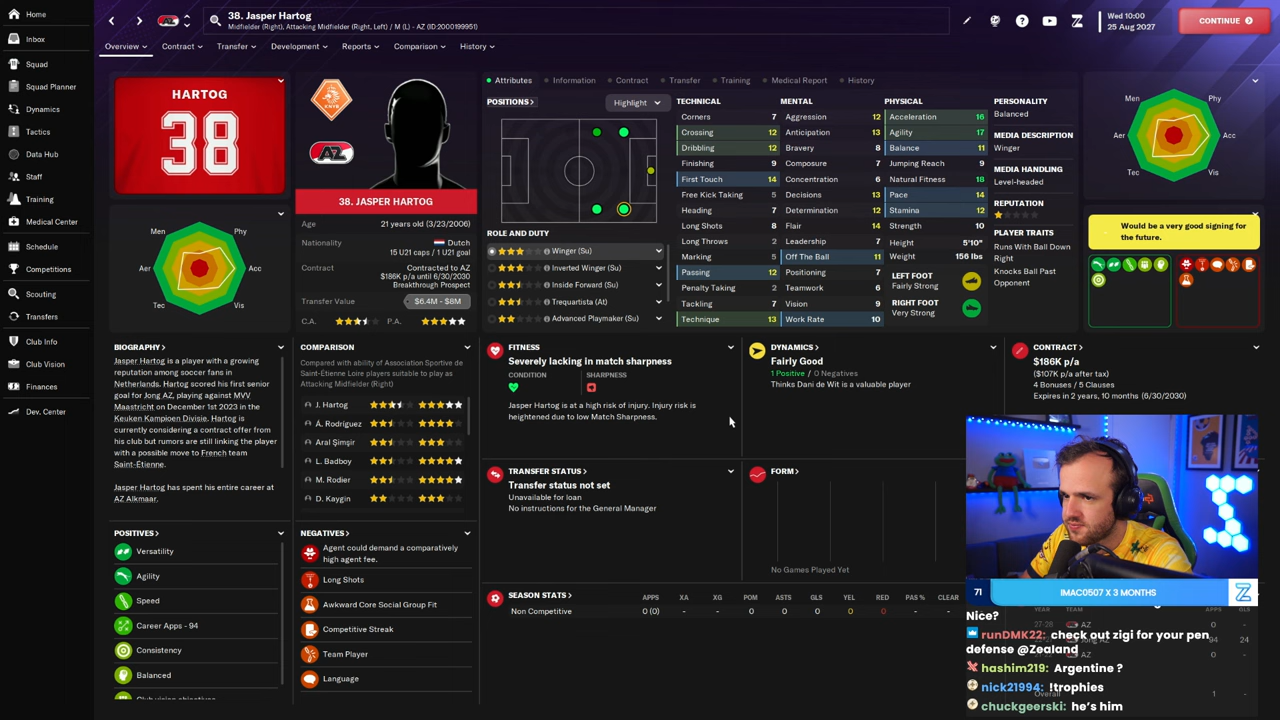 Home
Inbox
Squad
Squad Planner
Dynamics
Tactics
Data Hub
Staff
Training
Medical Center
Schedule
Competitions
Scouting
Transfers
Club Info
Club Vision
Finances
Dev. Center
38. Jasper Hartog
Midfielder (Right), Attacking Midfielder (Right, Left) / M (L) - AZ (ID:2000199951)
Wed 10:00
25 Aug 2027
CONTINUE
Overview
Contract
Transfer
Development
Reports
Comparison
History
HARTOG
38
Men
Phy
Aer
Acc
Tec
Vis
KNVB
AZ
38. JASPER HARTOG
Age 21 years old (3/23/2006)
Nationality Dutch
15 U21 caps / 1 U21 goal
Contract Contracted to AZ
$186K p/a until 6/30/2030
Breakthrough Prospect
Transfer Value $6.4M - $8M
C.A. P.A.
Attributes
Information
Contract
Transfer
Training
Medical Report
History
POSITIONS
Highlight
ROLE AND DUTY
Winger (Su)
Inverted Winger (Su)
Inside Forward (Su)
Trequartista (At)
Advanced Playmaker (Su)
TECHNICAL
Corners 7
Crossing 12
Dribbling 12
Finishing 9
First Touch 14
Free Kick Taking 5
Heading 7
Long Shots 8
Long Throws 2
Marking 5
Passing 12
Penalty Taking 2
Tackling 7
Technique 13
MENTAL
Aggression 12
Anticipation 13
Bravery 8
Composure 7
Concentration 6
Decisions 13
Determination 12
Flair 14
Leadership 7
Off The Ball 11
Positioning 7
Teamwork 6
Vision 9
Work Rate 10
PHYSICAL
Acceleration 16
Agility 17
Balance 11
Jumping Reach 9
Natural Fitness 18
Pace 14
Stamina 12
Strength 10
Height 5'10"
Weight 156 lbs
LEFT FOOT
Fairly Strong
RIGHT FOOT
Very Strong
PERSONALITY
Balanced
MEDIA DESCRIPTION
Winger
MEDIA HANDLING
Level-headed
REPUTATION
PLAYER TRAITS
Runs With Ball Down
Right
Knocks Ball Past
Opponent
Men
Phy
Aer
Acc
Tec
Vis
Would be a very good signing for
the future.
BIOGRAPHY
Jasper Hartog is a player with a growing
reputation among soccer fans in
Netherlands. Hartog scored his first senior
goal for Jong AZ, playing against MVV
Maastricht on December 1st 2023 in the
Keuken Kampioen Divisie. Hartog is
currently considering a contract offer from
his club but rumors are still linking the player
with a possible move to French team
Saint-Étienne.
Jasper Hartog has spent his entire career at
AZ Alkmaar.
COMPARISON
Compared with ability of Association Sportive de
Saint-Étienne Loire players suitable to play as
Attacking Midfielder (Right)
J. Hartog
Á. Rodríguez
Aral Şimşir
L. Badboy
M. Rodier
D. Kaygin
FITNESS
Severely lacking in match sharpness
CONDITION
SHARPNESS
Jasper Hartog is at a high risk of injury. Injury risk is
heightened due to low Match Sharpness.
DYNAMICS
Fairly Good
1 Positive / 0 Negatives
Thinks Dani de Wit is a valuable player
CONTRACT
$186K p/a
($107K p/a after tax)
4 Bonuses / 5 Clauses
Expires in 2 years, 10 months (6/30/2030)
TRANSFER STATUS
Transfer status not set
Unavailable for loan
No instructions for the General Manager
FORM
No Games Played Yet
POSITIVES
Versatility
Agility
Speed
Career Apps - 94
Consistency
Balanced
NEGATIVES
Agent could demand a comparatively
high agent fee.
Long Shots
Awkward Core Social Group Fit
Competitive Streak
Team Player
Language
SEASON STATS
APPS XA XG POM ASTS GLS YEL RED PAS % CLEAR
Non Competitive 0 (0) - - 0 0 0 0 0 - -
71
IMAC0507 X 3 MONTHS
Nice?
runDMK22: check out zigi for your pen
defense @Zealand
hashim219: Argentine ?
nick21994: !trophies
chuckgeerski: he's him